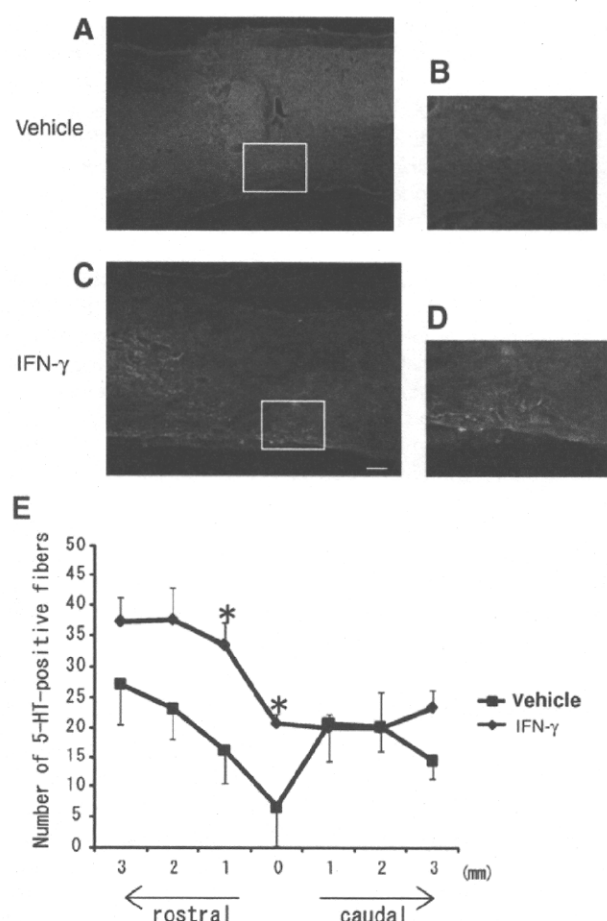 A
B
Vehicle
C
D
IFN-γ
E
Number of 5-HT-positive fibers
50
45
40
35
30
25
20
15
10
5
0
*
*
Vehicle
IFN-γ
3 2 1 0 1 2 3 (mm)
rostral caudal